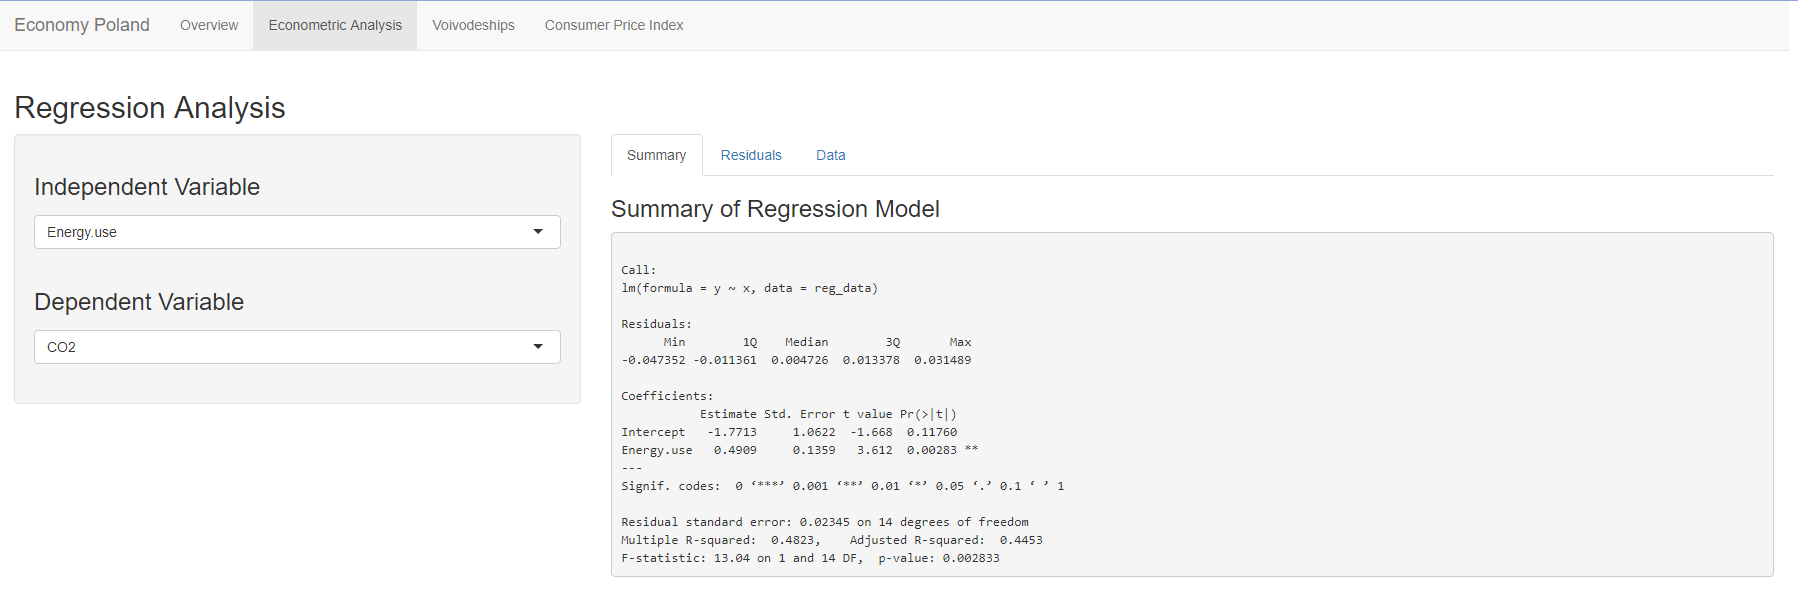 Economy Poland Overview Econometric Analysis Voivodeships Consumer Price Index
Regression Analysis
Independent Variable
Energy.use
Dependent Variable
CO2
Summary Residuals Data
Summary of Regression Model
Call:
lm(formula = y ~ x, data = reg_data)
Residuals:
Min 1Q Median 3Q Max
-0.047352 -0.011361 0.004726 0.013378 0.031489
Coefficients:
Estimate Std. Error t value Pr(>|t|)
Intercept -1.7713 1.0622 -1.668 0.11760
Energy.use 0.4909 0.1359 3.612 0.00283 **
---
Signif. codes: 0 ‘***’ 0.001 ‘**’ 0.01 ‘*’ 0.05 ‘.’ 0.1 ‘ ’ 1
Residual standard error: 0.02345 on 14 degrees of freedom
Multiple R-squared: 0.4823, Adjusted R-squared: 0.4453
F-statistic: 13.04 on 1 and 14 DF, p-value: 0.002833